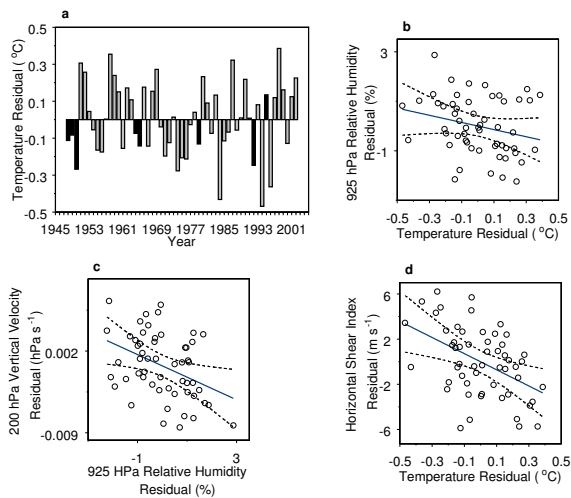 a
Temperature Residual ( °C)
0.5
0.3
0.1
-0.1
-0.3
-0.5
1945 1953 1961 1969 1977 1985 1993 2001
Year
b
925 hPa Relative Humidity
Residual (%)
3
-1
-0.5 -0.3 -0.1 0.1 0.3 0.5
Temperature Residual ( °C)
c
200 hPa Vertical Velocity
Residual (hPa s-1)
0.002
-0.009
-1 3
925 HPa Relative Humidity
Residual (%)
d
Horizontal Shear Index
Residual (m s-1)
6
2
-2
-6
-0.5 -0.3 -0.1 0.1 0.3 0.5
Temperature Residual ( °C)